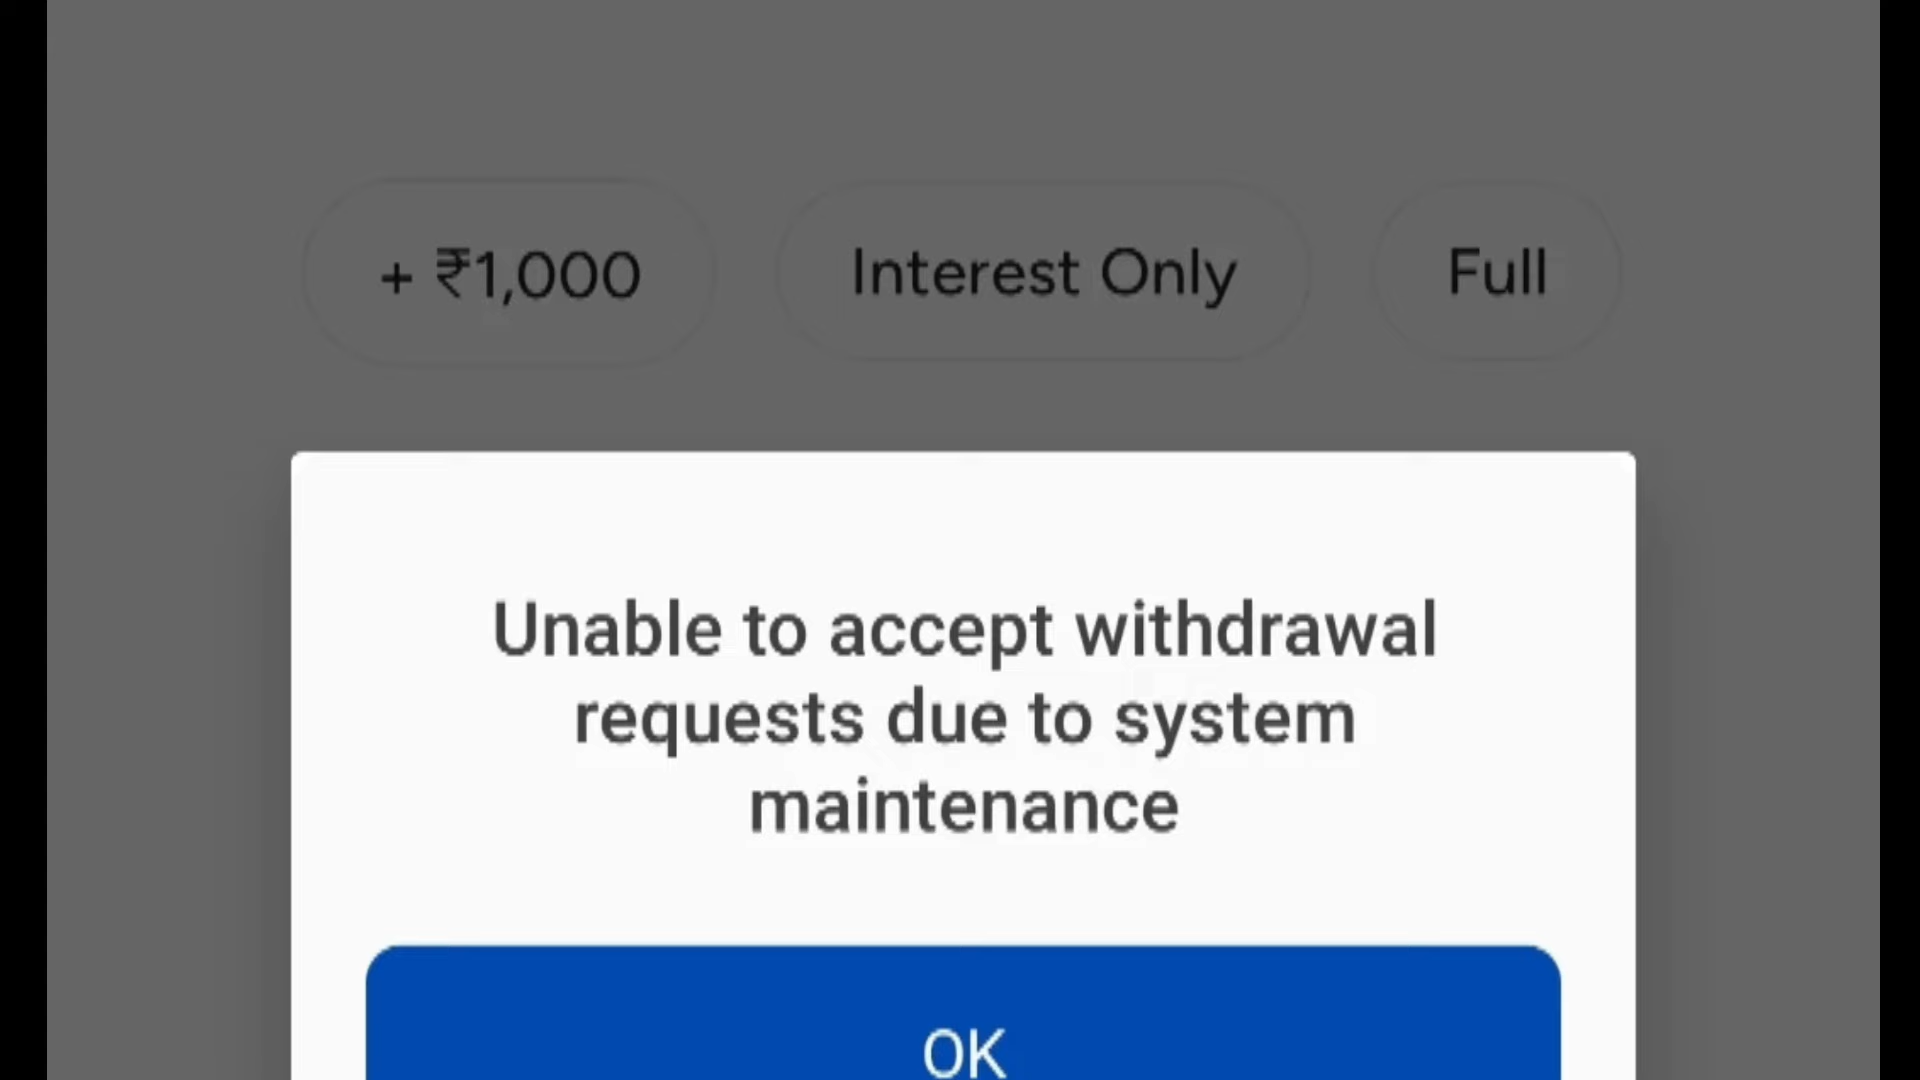 + ₹1,000 Interest Only Full
Unable to accept withdrawal
requests due to system
maintenance
OK